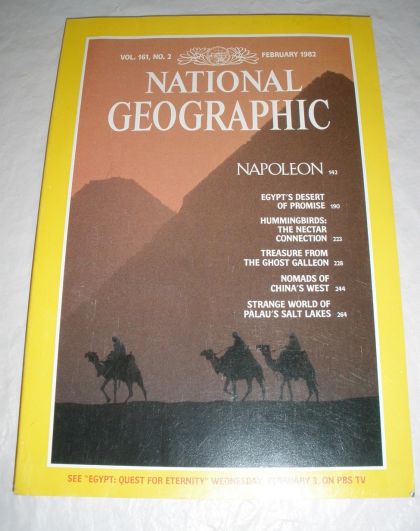 VOL. 161, NO. 2 FEBRUARY 1982
NATIONAL
GEOGRAPHIC
NAPOLEON 142
EGYPT'S DESERT
OF PROMISE 190
HUMMINGBIRDS:
THE NECTAR
CONNECTION 223
TREASURE FROM
THE GHOST GALLEON 228
NOMADS OF
CHINA'S WEST 244
STRANGE WORLD OF
PALAU'S SALT LAKES 264
SEE "EGYPT: QUEST FOR ETERNITY" WEDNESDAY, FEBRUARY 3, ON PBS TV